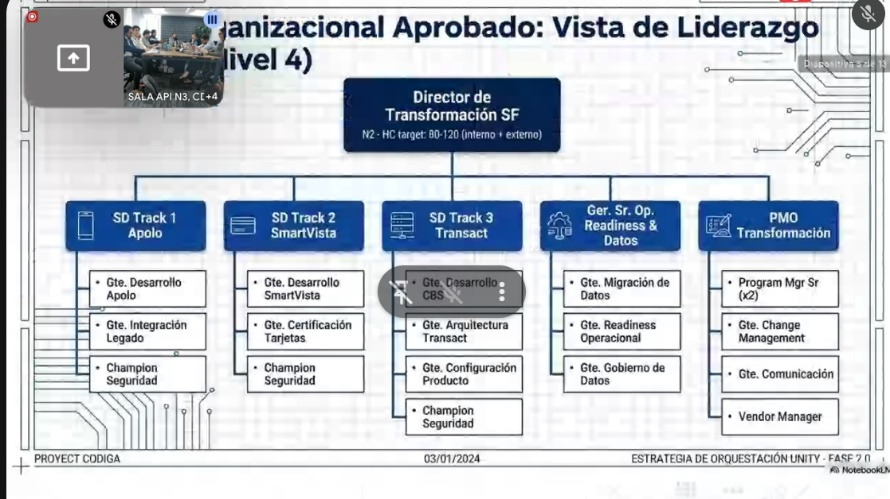 ganizacional Aprobado: Vista de Liderazgo
ivel 4)
SALA API N3, CE+4
Director de
Transformación SF
N2 - HC target: 80-120 (interno + externo)
SD Track 1
Apolo
• Gte. Desarrollo
Apolo
• Gte. Integración
Legado
• Champion
Seguridad
SD Track 2
SmartVista
• Gte. Desarrollo
SmartVista
• Gte. Certificación
Tarjetas
• Champion
Seguridad
SD Track 3
Transact
• Gte. Desarrollo
CBS
• Gte. Arquitectura
Transact
• Gte. Configuración
Producto
• Champion
Seguridad
Ger. Sr. Op.
Readiness &
Datos
• Gte. Migración de
Datos
• Gte. Readiness
Operacional
• Gte. Gobierno de
Datos
PMO
Transformación
• Program Mgr Sr
(x2)
• Gte. Change
Management
• Gte. Comunicación
• Vendor Manager
PROYECT CODIGA
03/01/2024
ESTRATEGIA DE ORQUESTACIÓN UNITY - FASE 2.0
NotebookLM